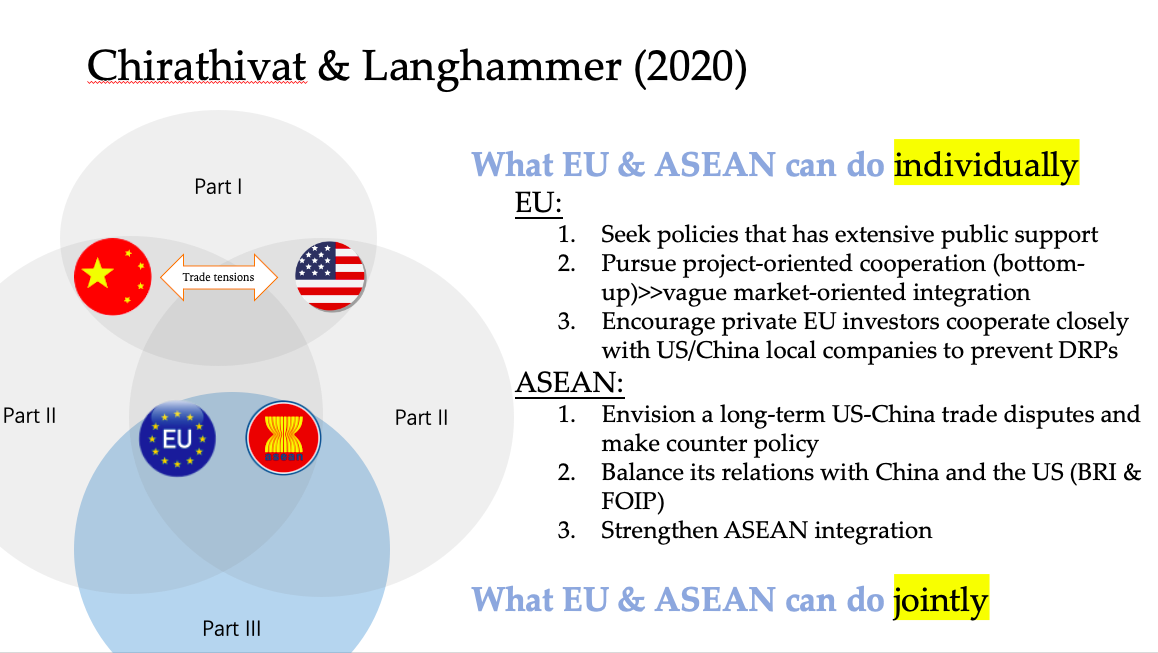 Chirathivat & Langhammer (2020)
Part I
Trade tensions
Part II
EU
asean
Part II
Part III
What EU & ASEAN can do individually
EU:
1. Seek policies that has extensive public support
2. Pursue project-oriented cooperation (bottom-
up)>>vague market-oriented integration
3. Encourage private EU investors cooperate closely
with US/China local companies to prevent DRPs
ASEAN:
1. Envision a long-term US-China trade disputes and
make counter policy
2. Balance its relations with China and the US (BRI &
FOIP)
3. Strengthen ASEAN integration
What EU & ASEAN can do jointly